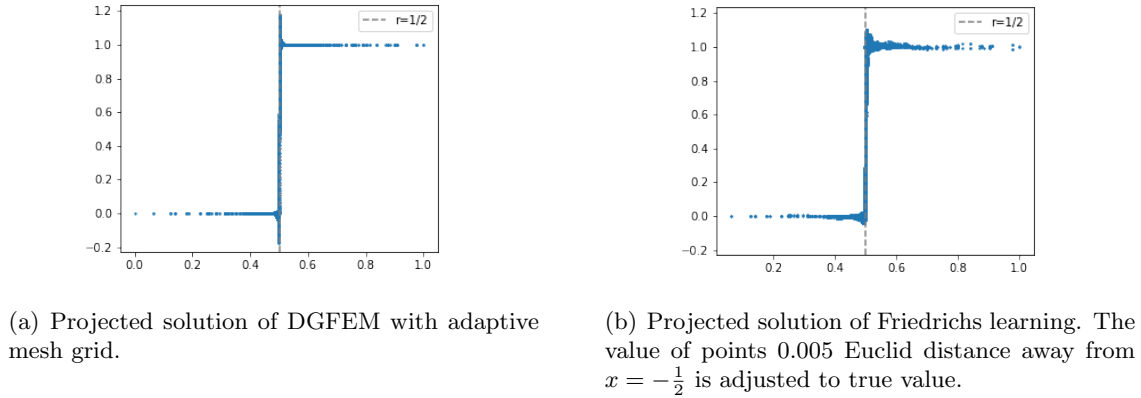 r=1/2
1.2
1.0
0.8
0.6
0.4
0.2
0.0
−0.2
0.0 0.2 0.4 0.6 0.8 1.0
(a) Projected solution of DGFEM with adaptive
mesh grid.
r=1/2
1.2
1.0
0.8
0.6
0.4
0.2
0.0
−0.2
0.2 0.4 0.6 0.8 1.0
(b) Projected solution of Friedrichs learning. The
value of points 0.005 Euclid distance away from
x = −1/2 is adjusted to true value.